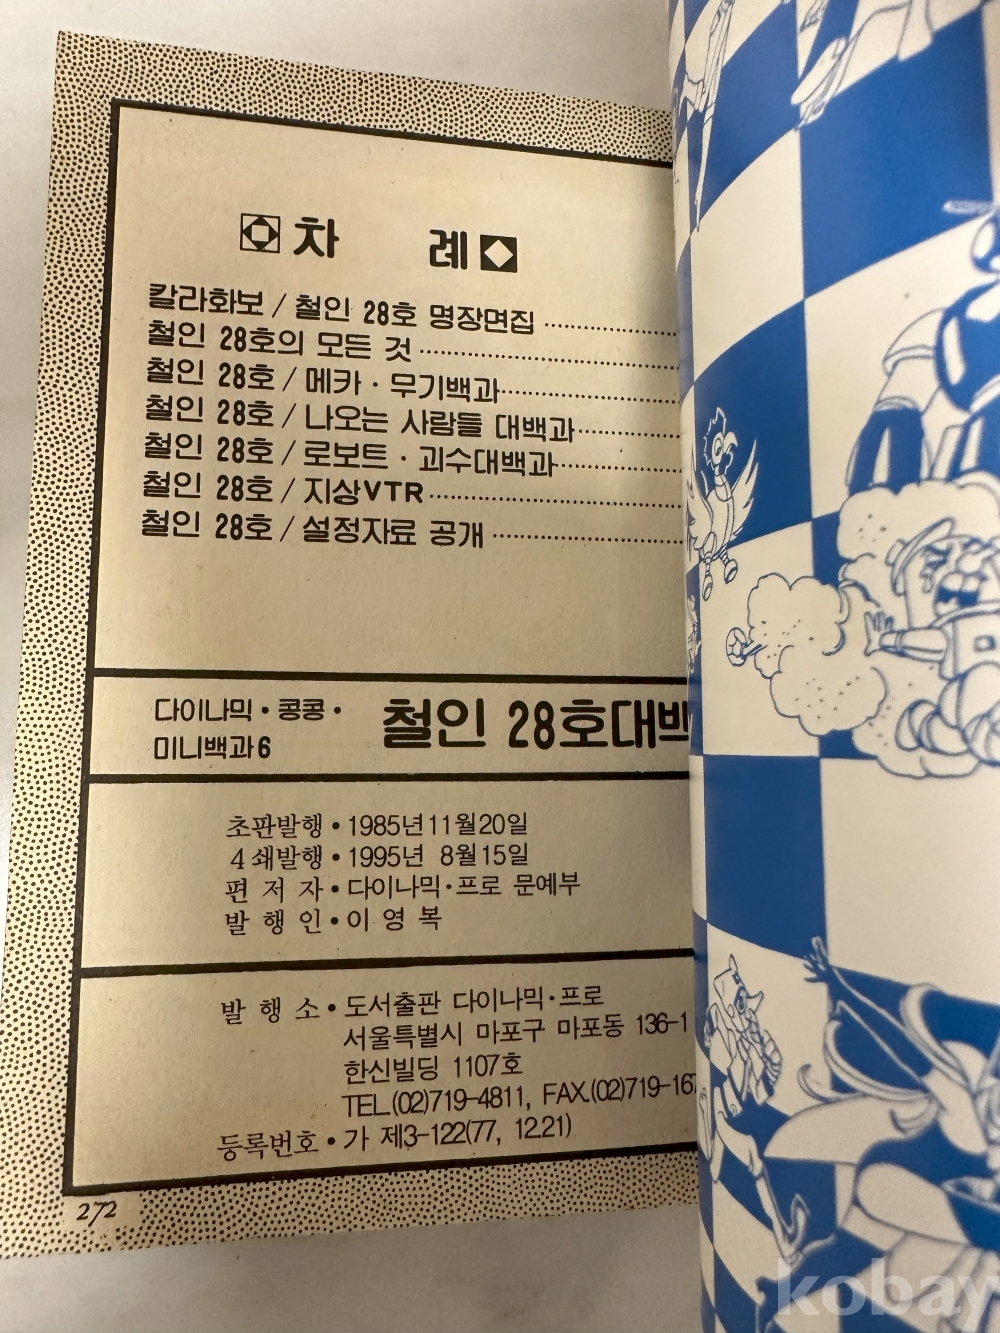 차 례
칼라화보 / 철인 28호 명장면집
철인 28호의 모든 것
철인 28호 / 메카 · 무기백과
철인 28호 / 나오는 사람들 대백과
철인 28호 / 로보트 · 괴수대백과
철인 28호 / 지상VTR
철인 28호 / 설정자료 공개
다이나믹 · 콩콩 ·
미니백과6
철인 28호대백
초판발행 • 1985년11월20일
4쇄발행 • 1995년 8월15일
편 저 자 • 다이나믹·프로 문예부
발 행 인 • 이 영 복
발 행 소 • 도서출판 다이나믹·프로
서울특별시 마포구 마포동 136-1
한신빌딩 1107호
TEL.(02)719-4811, FAX.(02)719-167
등록번호 • 가 제3-122(77, 12.21)
272
kobay